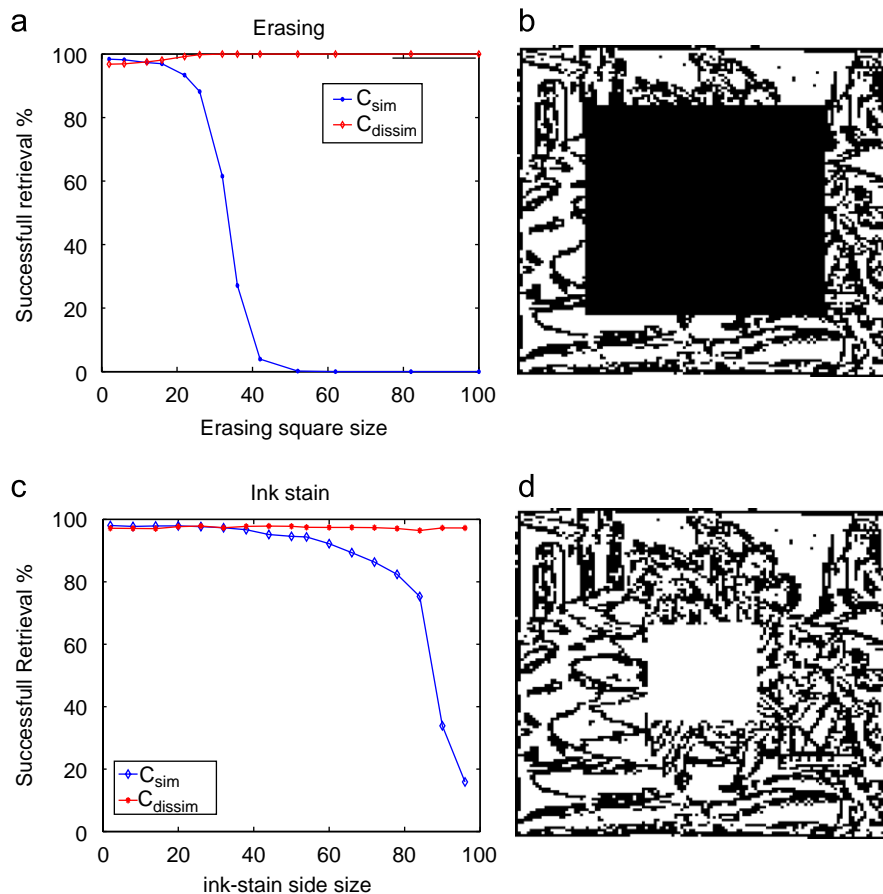 a
Erasing
100
80
60
40
20
0
0 20 40 60 80 100
Successfull retrieval %
Erasing square size
C_sim
C_dissim
b
c
Ink stain
100
80
60
40
20
0
0 20 40 60 80 100
Successfull Retrieval %
ink-stain side size
C_sim
C_dissim
d